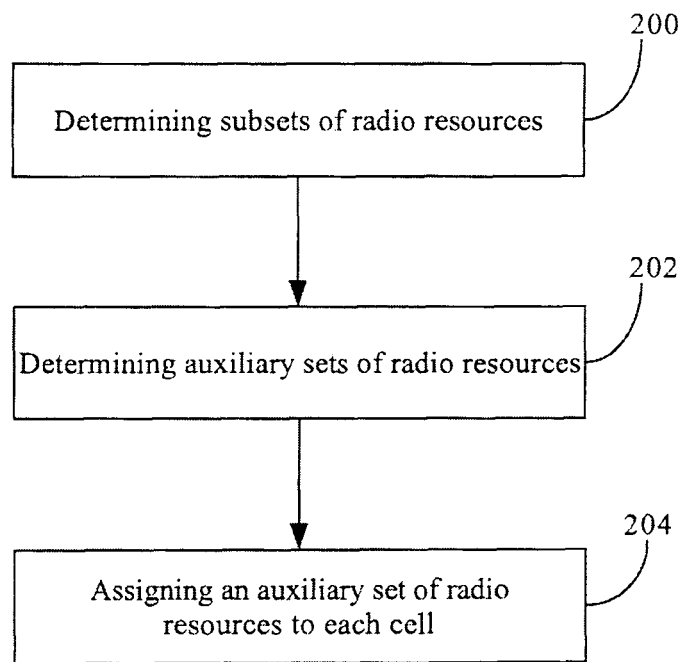 200
Determining subsets of radio resources
202
Determining auxiliary sets of radio resources
204
Assigning an auxiliary set of radio
resources to each cell